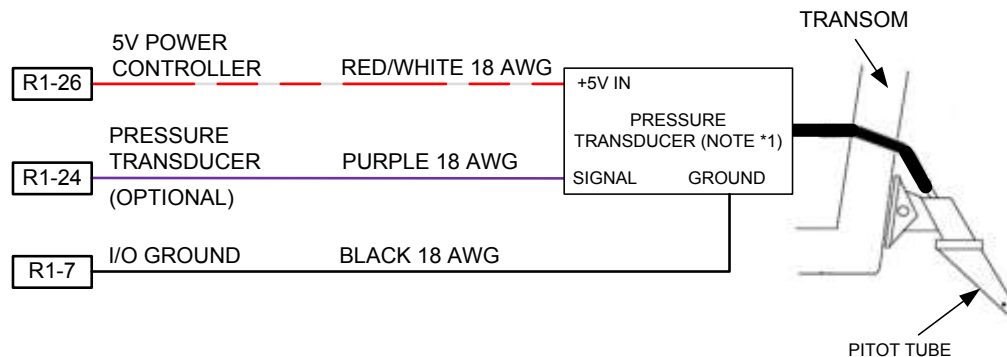 TRANSOM
5V POWER
CONTROLLER
RED/WHITE 18 AWG
R1-26
+5V IN
PRESSURE
TRANSDUCER (NOTE *1)
PRESSURE
TRANSDUCER
(OPTIONAL)
PURPLE 18 AWG
R1-24
SIGNAL
GROUND
I/O GROUND
BLACK 18 AWG
R1-7
PITOT TUBE